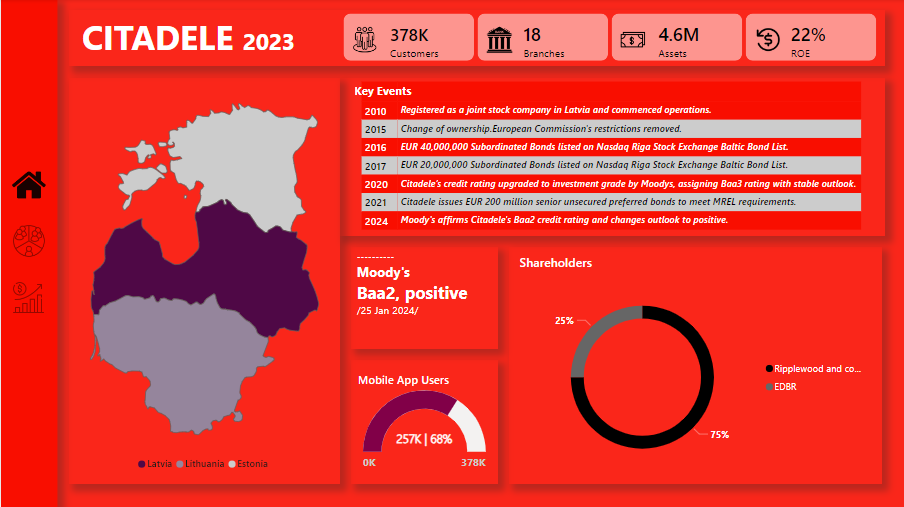 CITADELE 2023
378K
Customers
18
Branches
4.6M
Assets
22%
ROE
Key Events
2010 Registered as a joint stock company in Latvia and commenced operations.
2015 Change of ownership.European Commission's restrictions removed.
2016 EUR 40,000,000 Subordinated Bonds listed on Nasdaq Riga Stock Exchange Baltic Bond List.
2017 EUR 20,000,000 Subordinated Bonds listed on Nasdaq Riga Stock Exchange Baltic Bond List.
2020 Citadele's credit rating upgraded to investment grade by Moodys, assigning Baa3 rating with stable outlook.
2021 Citadele issues EUR 200 million senior unsecured preferred bonds to meet MREL requirements.
2024 Moody's affirms Citadele's Baa2 credit rating and changes outlook to positive.
Latvia Lithuania Estonia
----------
Moody's
Baa2, positive
/25 Jan 2024/
Mobile App Users
257K | 68%
0K 378K
Shareholders
25%
75%
Ripplewood and co...
EDBR